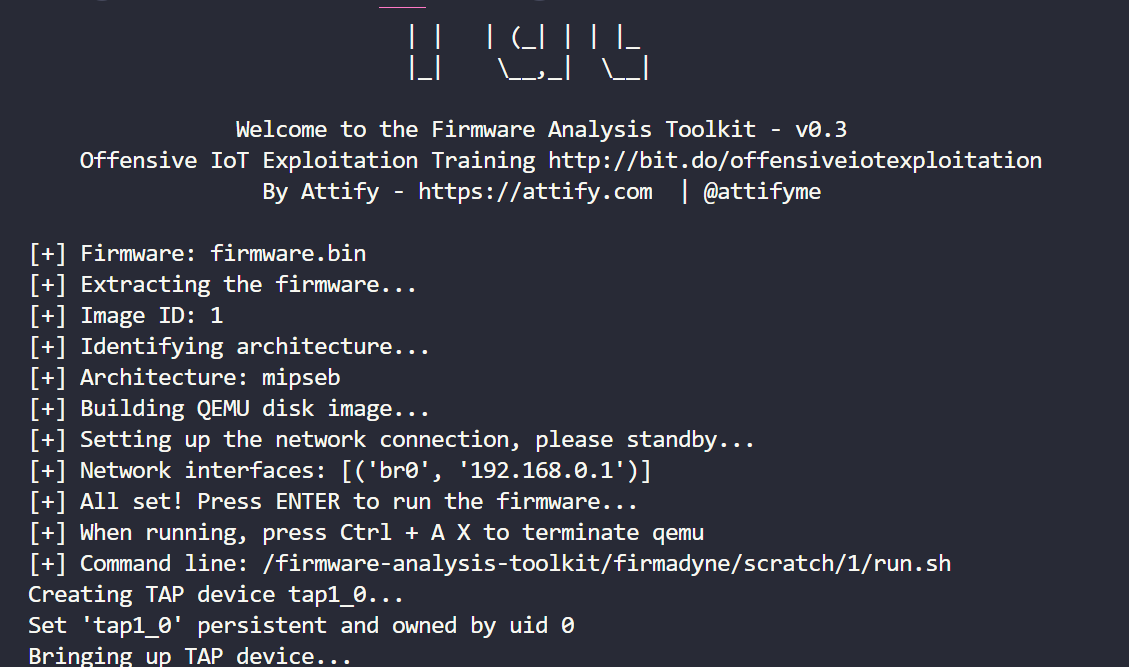 Welcome to the Firmware Analysis Toolkit - v0.3
Offensive IoT Exploitation Training http://bit.do/offensiveiotexploitation
By Attify - https://attify.com  | @attifyme
[+] Firmware: firmware.bin
[+] Extracting the firmware...
[+] Image ID: 1
[+] Identifying architecture...
[+] Architecture: mipseb
[+] Building QEMU disk image...
[+] Setting up the network connection, please standby...
[+] Network interfaces: [('br0', '192.168.0.1')]
[+] All set! Press ENTER to run the firmware...
[+] When running, press Ctrl + A X to terminate qemu
[+] Command line: /firmware-analysis-toolkit/firmadyne/scratch/1/run.sh
Creating TAP device tap1_0...
Set 'tap1_0' persistent and owned by uid 0
Bringing up TAP device...